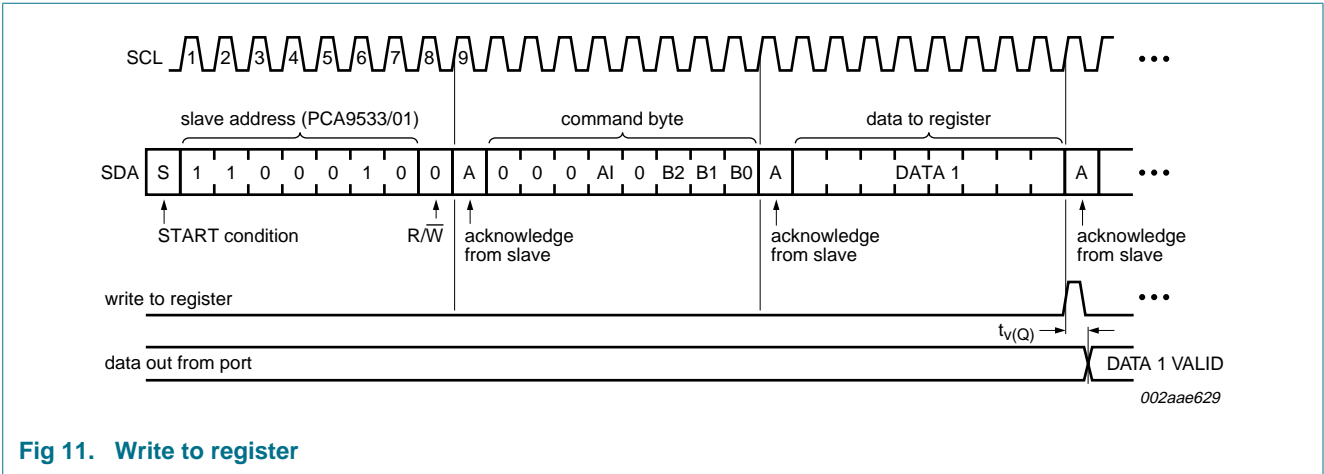 SCL 1 2 3 4 5 6 7 8 9 •••
slave address (PCA9533/01) command byte data to register
SDA S 1 1 0 0 0 1 0 0 A 0 0 0 AI 0 B2 B1 B0 A DATA 1 A •••
START condition R/W̅ acknowledge from slave acknowledge from slave acknowledge from slave
write to register •••
tv(Q)
data out from port DATA 1 VALID
002aae629
Fig 11. Write to register